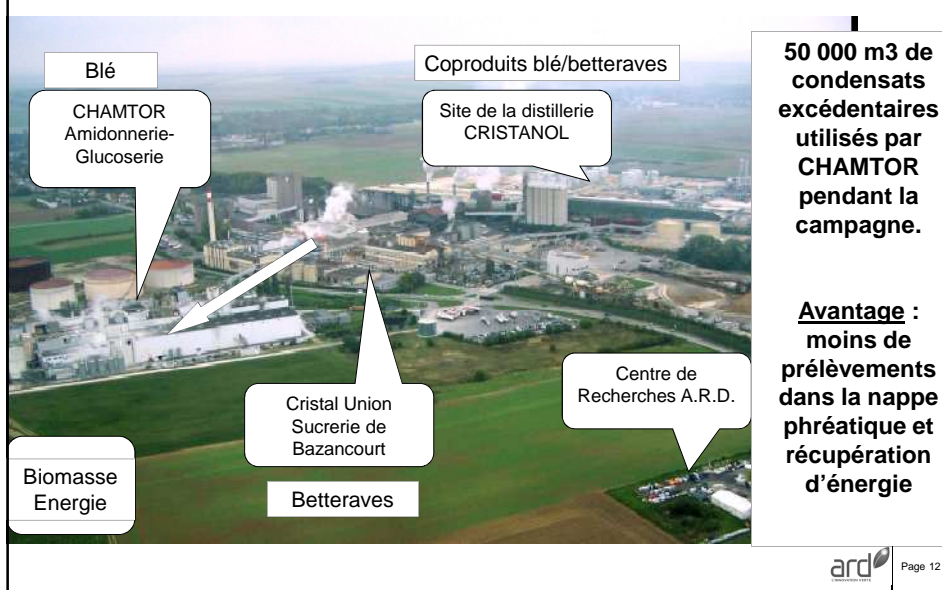 Blé
CHAMTOR
Amidonnerie-
Glucoserie
Coproduits blé/betteraves
Site de la distillerie
CRISTANOL
Cristal Union
Sucrerie de
Bazancourt
Betteraves
Centre de
Recherches A.R.D.
Biomasse
Energie
50 000 m3 de
condensats
excédentaires
utilisés par
CHAMTOR
pendant la
campagne.
Avantage :
moins de
prélèvements
dans la nappe
phréatique et
récupération
d’énergie
ard
L'INNOVATION VERTE
Page 12